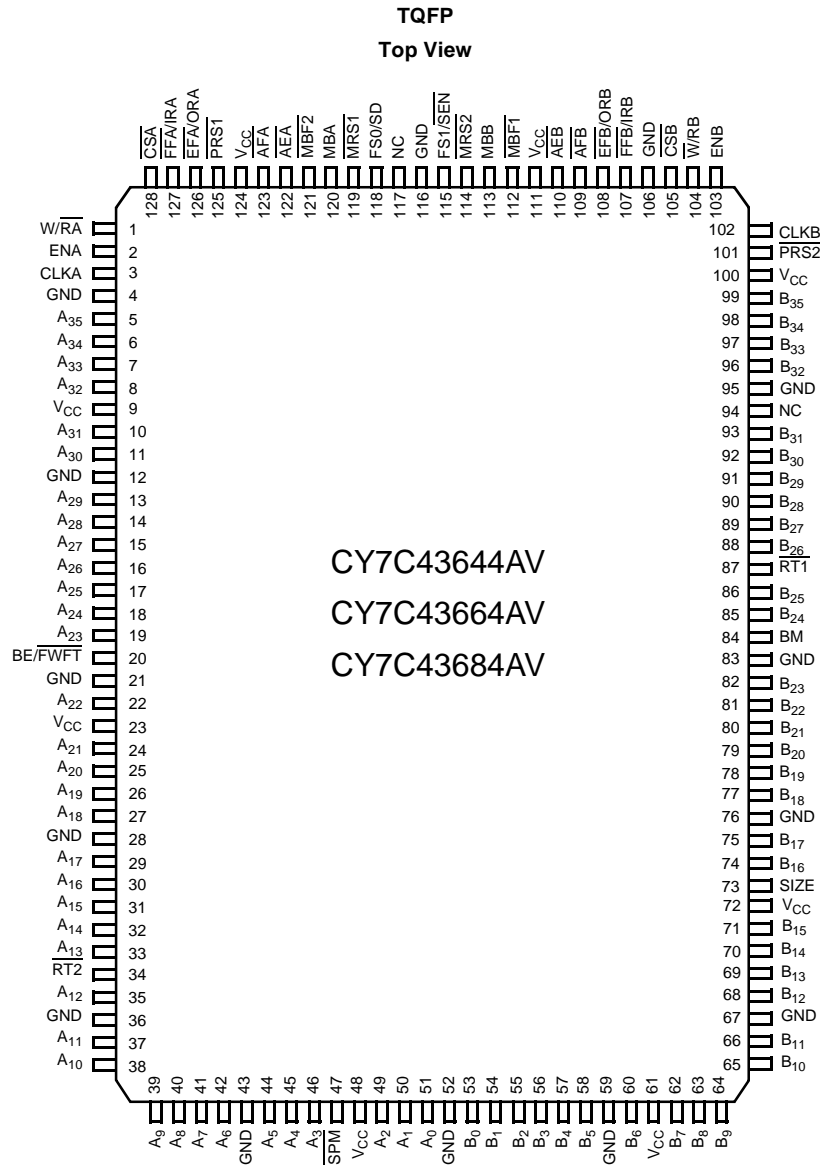 TQFP
Top View
CSA
FFA/IRA
EFA/ORA
PRS1
VCC
AFA
AEA
MBF2
MBA
MRS1
FS0/SD
NC
GND
FS1/SEN
MRS2
MBB
MBF1
VCC
AEB
AFB
EFB/ORB
FFB/IRB
GND
CSB
W/RB
ENB
128
127
126
125
124
123
122
121
120
119
118
117
116
115
114
113
112
111
110
109
108
107
106
105
104
103
W/RA 1
ENA 2
CLKA 3
GND 4
A35 5
A34 6
A33 7
A32 8
VCC 9
A31 10
A30 11
GND 12
A29 13
A28 14
A27 15
A26 16
A25 17
A24 18
A23 19
BE/FWFT 20
GND 21
A22 22
VCC 23
A21 24
A20 25
A19 26
A18 27
GND 28
A17 29
A16 30
A15 31
A14 32
A13 33
RT2 34
A12 35
GND 36
A11 37
A10 38
CY7C43644AV
CY7C43664AV
CY7C43684AV
102 CLKB
101 PRS2
100 VCC
99 B35
98 B34
97 B33
96 B32
95 GND
94 NC
93 B31
92 B30
91 B29
90 B28
89 B27
88 B26
87 RT1
86 B25
85 B24
84 BM
83 GND
82 B23
81 B22
80 B21
79 B20
78 B19
77 B18
76 GND
75 B17
74 B16
73 SIZE
72 VCC
71 B15
70 B14
69 B13
68 B12
67 GND
66 B11
65 B10
39
40
41
42
43
44
45
46
47
48
49
50
51
52
53
54
55
56
57
58
59
60
61
62
63
64
A9
A8
A7
A6
GND
A5
A4
A3
SPM
VCC
A2
A1
A0
GND
B0
B1
B2
B3
B4
B5
GND
B6
VCC
B7
B8
B9